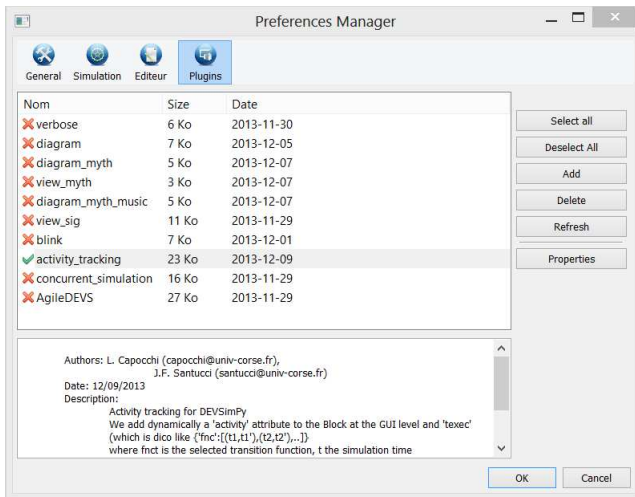 Preferences Manager
General Simulation Editeur Plugins
Nom Size Date
verbose 6 Ko 2013-11-30
diagram 7 Ko 2013-12-05
diagram_myth 5 Ko 2013-12-07
view_myth 3 Ko 2013-12-07
diagram_myth_music 5 Ko 2013-12-07
view_sig 11 Ko 2013-11-29
blink 7 Ko 2013-12-01
activity_tracking 23 Ko 2013-12-09
concurrent_simulation 16 Ko 2013-11-29
AgileDEVS 27 Ko 2013-11-29
Select all
Deselect All
Add
Delete
Refresh
Properties
Authors: L. Capocchi (capocchi@univ-corse.fr),
J.F. Santucci (santucci@univ-corse.fr)
Date: 12/09/2013
Description:
Activity tracking for DEVSimPy
We add dynamically a 'activity' attribute to the Block at the GUI level and 'texec'
(which is dico like {'fnc':[(t1,t1'),(t2,t2'),..]}
where fnct is the selected transition function, t the simulation time
OK Cancel